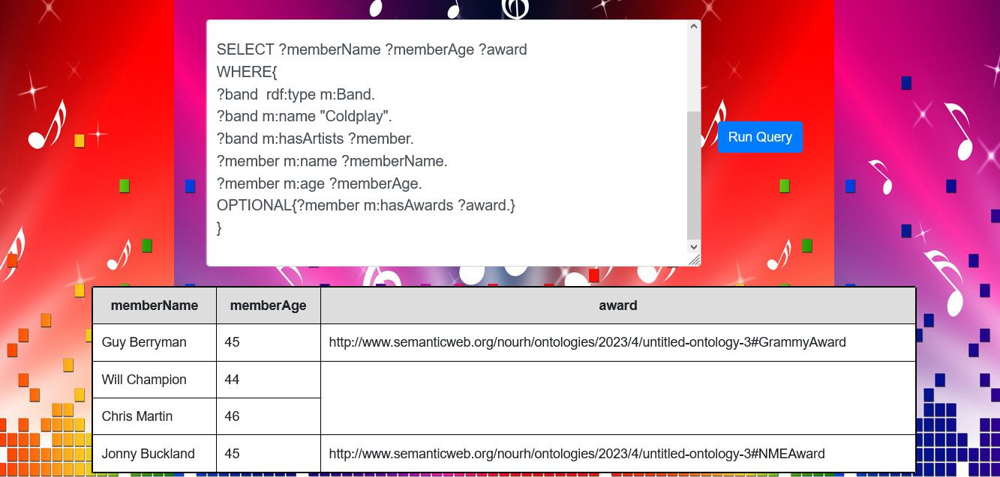 SELECT ?memberName ?memberAge ?award
WHERE{
?band  rdf:type m:Band.
?band m:name "Coldplay".
?band m:hasArtists ?member.
?member m:name ?memberName.
?member m:age ?memberAge.
OPTIONAL{?member m:hasAwards ?award.}
}
Run Query
memberName memberAge award
Guy Berryman 45 http://www.semanticweb.org/nourh/ontologies/2023/4/untitled-ontology-3#GrammyAward
Will Champion 44
Chris Martin 46
Jonny Buckland 45 http://www.semanticweb.org/nourh/ontologies/2023/4/untitled-ontology-3#NMEAward